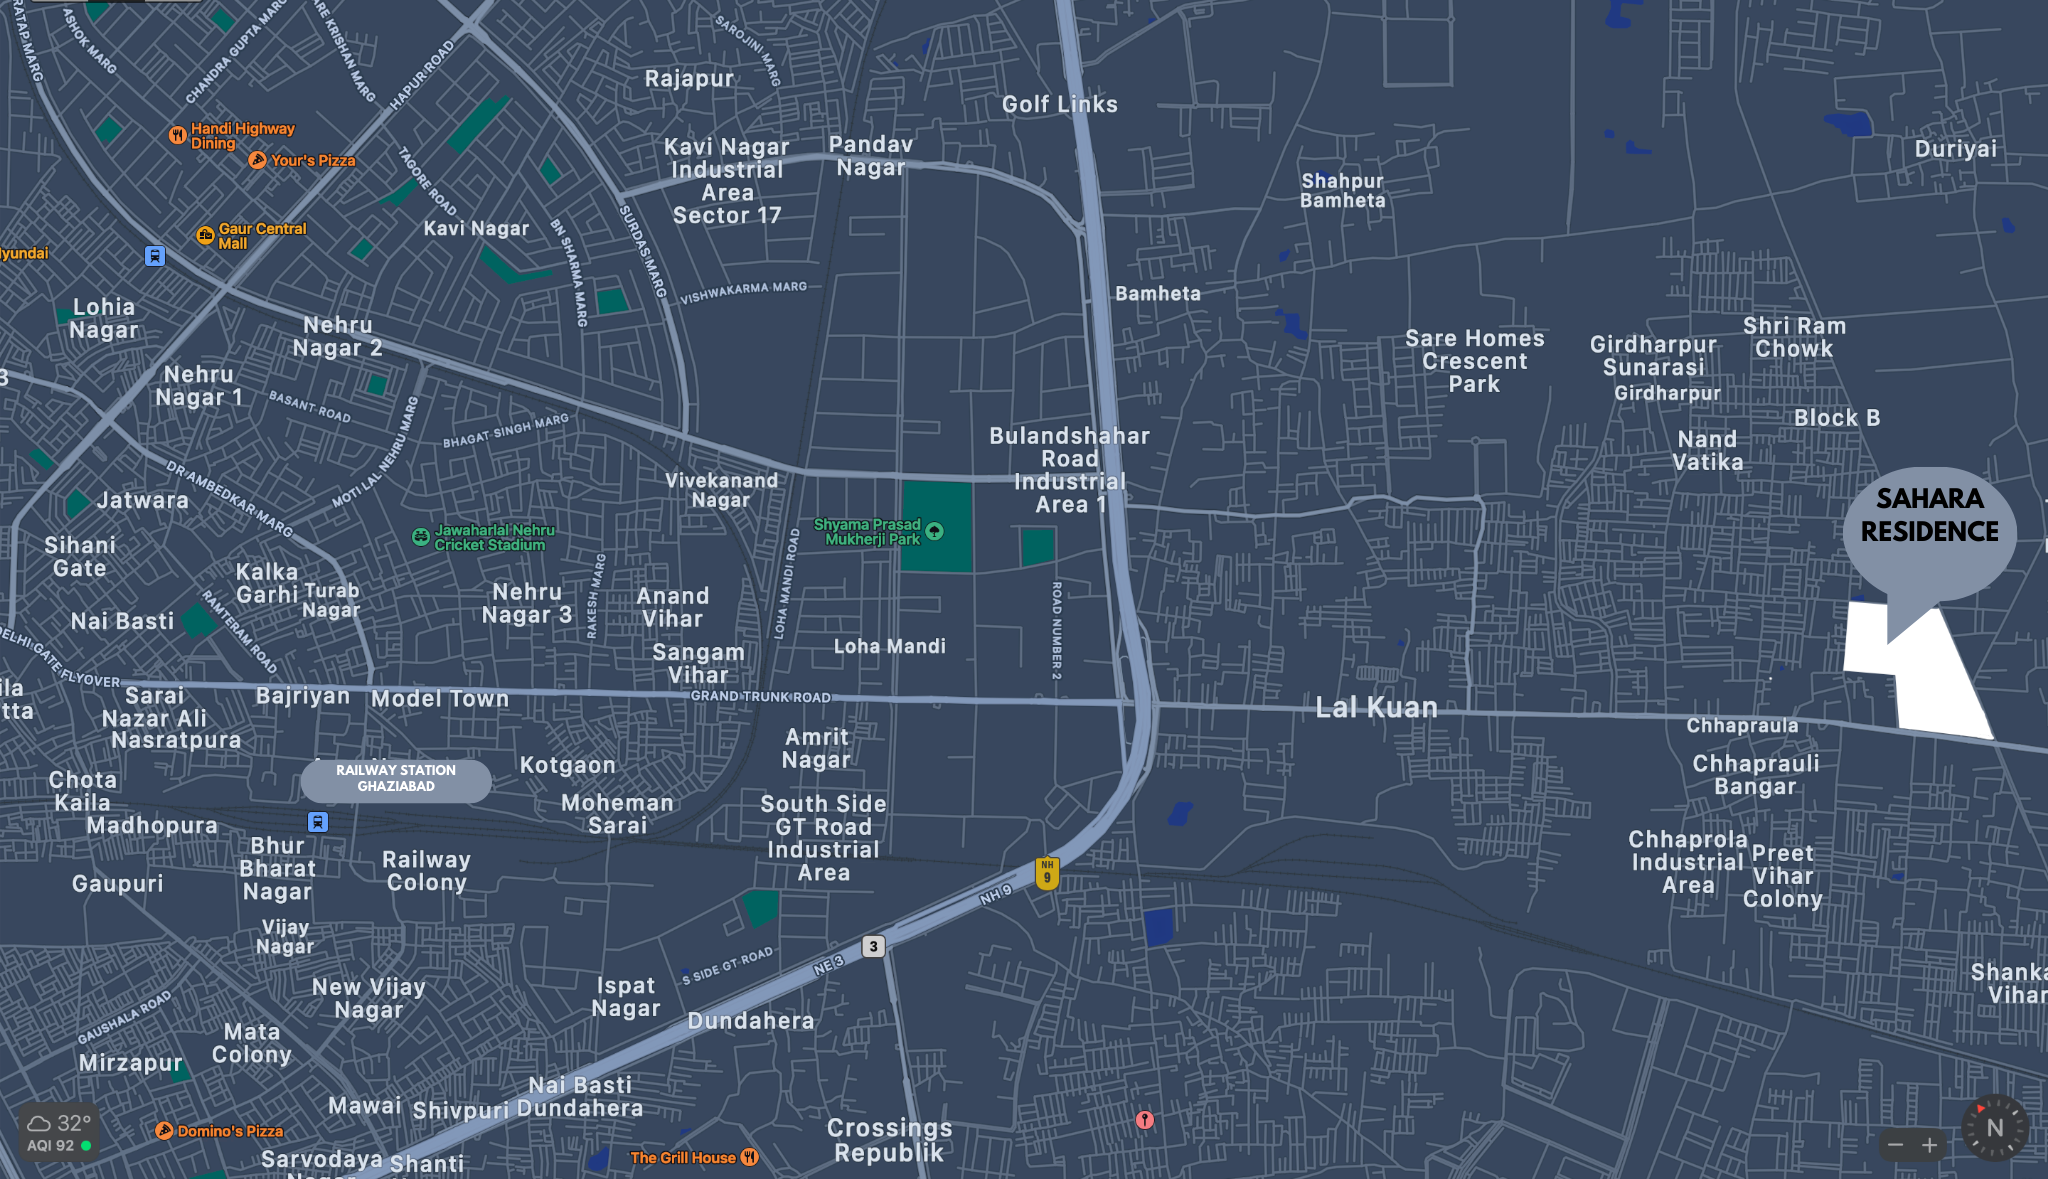 RATAP MARG
ASHOK MARG
CHANDRA GUPTA MARG
ARE KRISHAN MARG
HAPUR ROAD
SAROJINI MARG
Rajapur
Golf Links
Handi Highway
Dining
Your's Pizza
TAGORE ROAD
Kavi Nagar
Industrial
Area
Sector 17
Pandav
Nagar
Duriyai
Shahpur
Bamheta
Gaur Central
Mall
Kavi Nagar
BN SHARMA MARG
SURDAS MARG
lyundai
VISHWAKARMA MARG
Bamheta
Lohia
Nagar
Nehru
Nagar 2
Sare Homes
Crescent
Park
Girdharpur
Sunarasi
Girdharpur
Shri Ram
Chowk
3
Nehru
Nagar 1
BASANT ROAD
MOTI LAL NEHRU MARG
BHAGAT SINGH MARG
Block B
Bulandshahar
Road
Industrial
Area 1
Nand
Vatika
DR AMBEDKAR MARG
Vivekanand
Nagar
Jatwara
SAHARA
RESIDENCE
Jawaharlal Nehru
Cricket Stadium
Shyama Prasad
Mukherji Park
LOHA MANDI ROAD
Sihani
Gate
Kalka
Garhi
Turab
Nagar
Nehru
Nagar 3
RAKESH MARG
Anand
Vihar
ROAD NUMBER 2
Nai Basti
RAMTERAM ROAD
Loha Mandi
Sangam
Vihar
DELHI GATE FLYOVER
ila
tta
Sarai
Nazar Ali
Nasratpura
Bajriyan
Model Town
GRAND TRUNK ROAD
Lal Kuan
Chhapraula
Amrit
Nagar
Chhaprauli
Bangar
RAILWAY STATION
GHAZIABAD
Kotgaon
Chota
Kaila
Madhopura
Moheman
Sarai
South Side
GT Road
Industrial
Area
Bhur
Bharat
Nagar
Railway
Colony
Gaupuri
Chhaprola
Industrial
Area
Preet
Vihar
Colony
NH
9
NH 9
Vijay
Nagar
3
NE 3
S SIDE GT ROAD
Shanka
Vihar
New Vijay
Nagar
Ispat
Nagar
GAUSHALA ROAD
Dundahera
Mata
Colony
Mirzapur
Nai Basti
Dundahera
Mawai
Shivpuri
32°
AQI 92
Domino's Pizza
Crossings
Republik
The Grill House
Sarvodaya
Nagar
Shanti
N